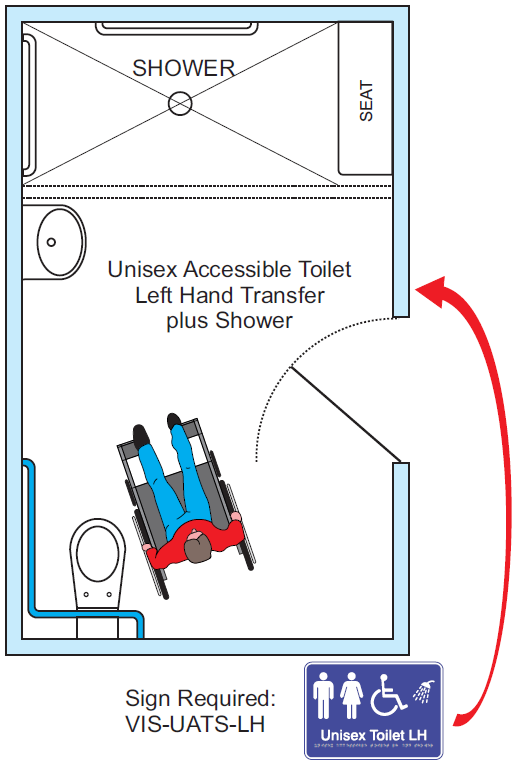 SHOWER
SEAT
Unisex Accessible Toilet
Left Hand Transfer
plus Shower
Sign Required:
VIS-UATS-LH
Unisex Toilet LH